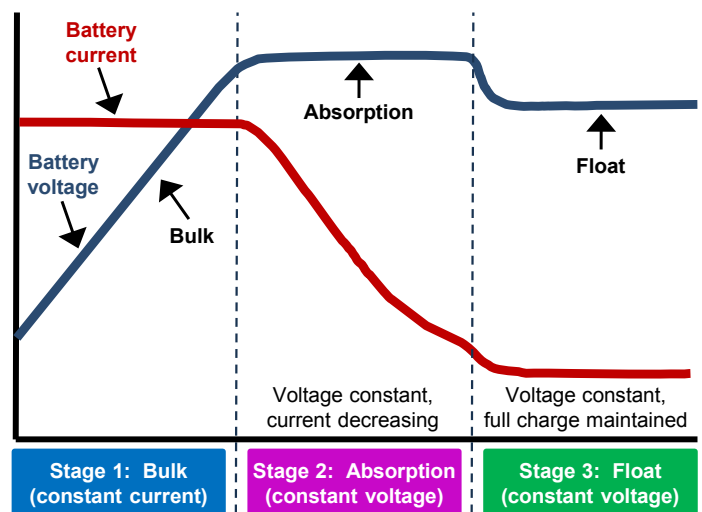 Battery
current
Absorption
Battery
voltage
Float
Bulk
Voltage constant,
current decreasing
Voltage constant,
full charge maintained
Stage 1: Bulk
(constant current)
Stage 2: Absorption
(constant voltage)
Stage 3: Float
(constant voltage)